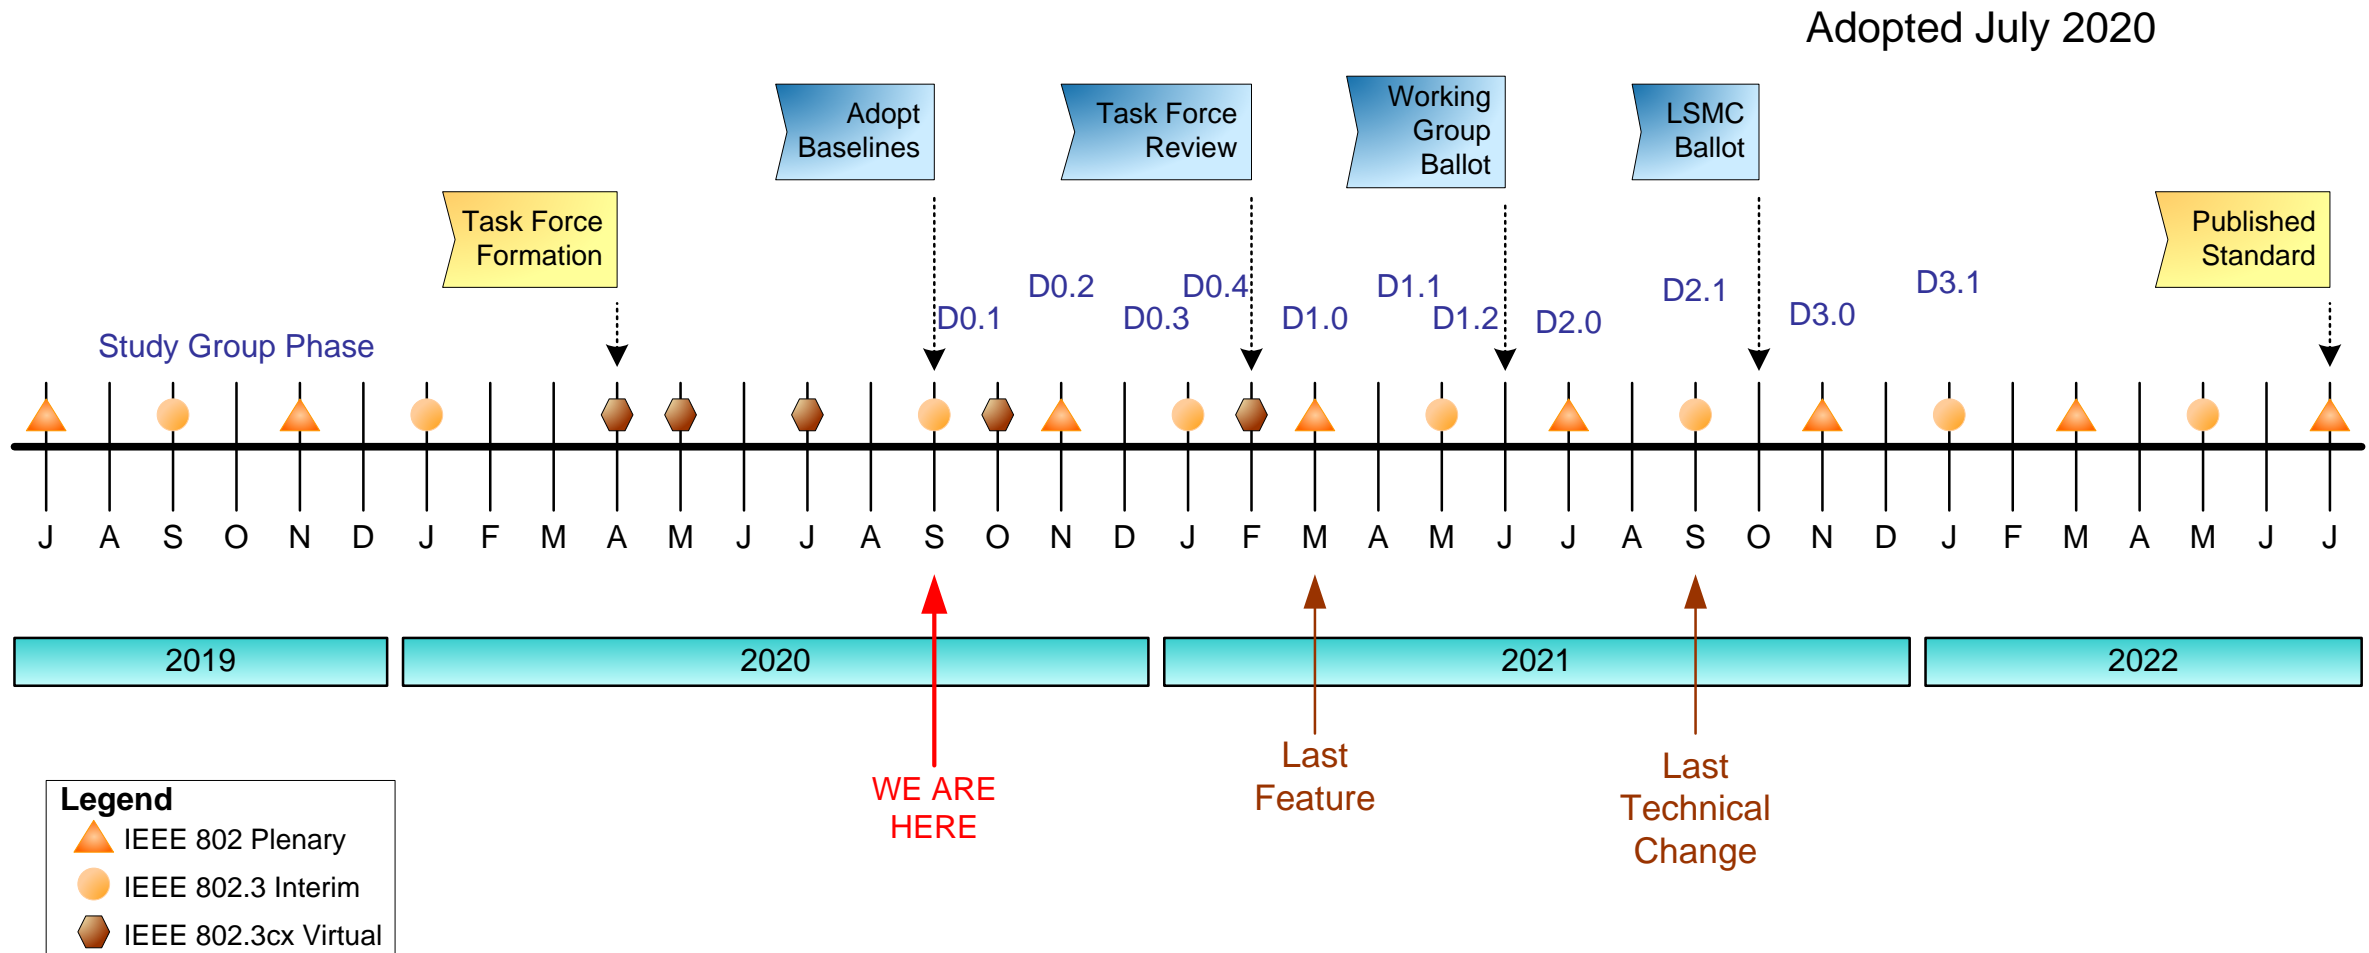 Adopted July 2020
Adopt
Baselines
Task Force
Review
Working
Group
Ballot
LSMC
Ballot
Task Force
Formation
Published
Standard
Study Group Phase
D0.1
D0.2
D0.3
D0.4
D1.0
D1.1
D1.2
D2.0
D2.1
D3.0
D3.1
J A S O N D J F M A M J J A S O N D J F M A M J J A S O N D J F M A M J J
2019 2020 2021 2022
WE ARE
HERE
Last
Feature
Last
Technical
Change
Legend
IEEE 802 Plenary
IEEE 802.3 Interim
IEEE 802.3cx Virtual